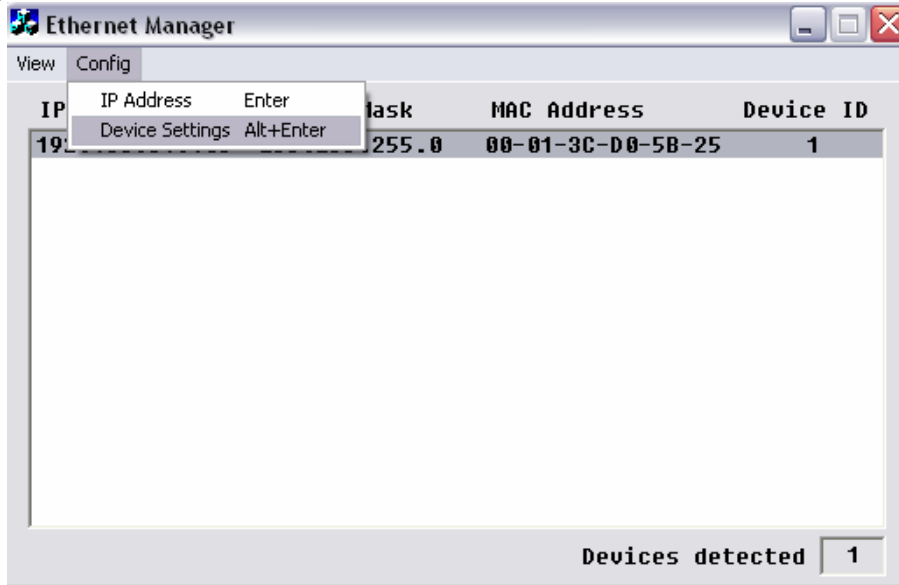 Ethernet Manager
View Config
IP Address Enter
Device Settings Alt+Enter
IP Mask MAC Address Device ID
255.0 00-01-3C-D0-5B-25 1
Devices detected 1